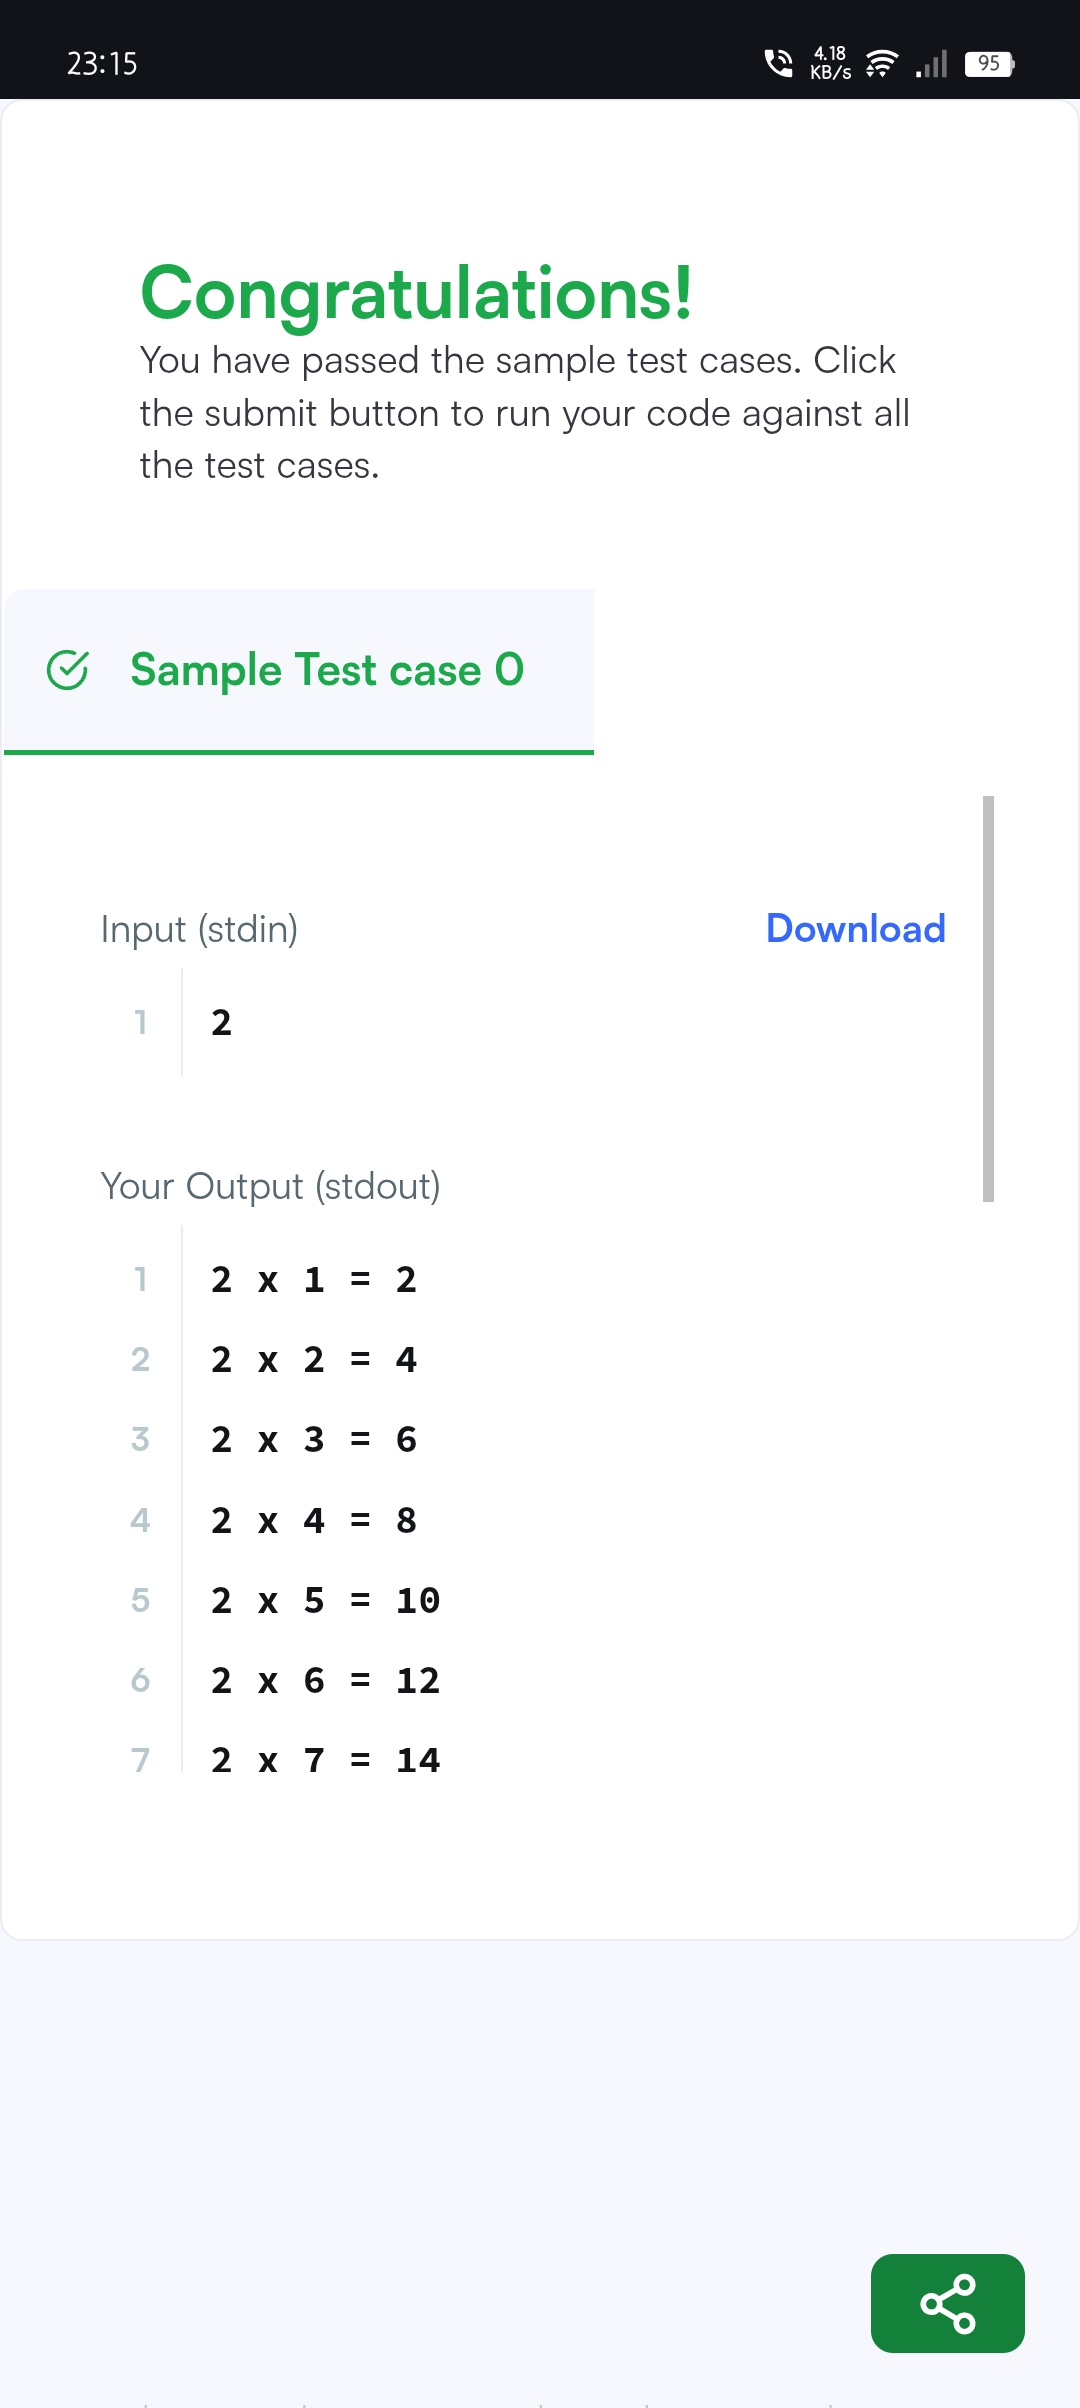 23:15
4.18
KB/s
95
Congratulations!
You have passed the sample test cases. Click
the submit button to run your code against all
the test cases.
Sample Test case 0
Input (stdin)
Download
1 2
Your Output (stdout)
1 2 x 1 = 2
2 2 x 2 = 4
3 2 x 3 = 6
4 2 x 4 = 8
5 2 x 5 = 10
6 2 x 6 = 12
7 2 x 7 = 14